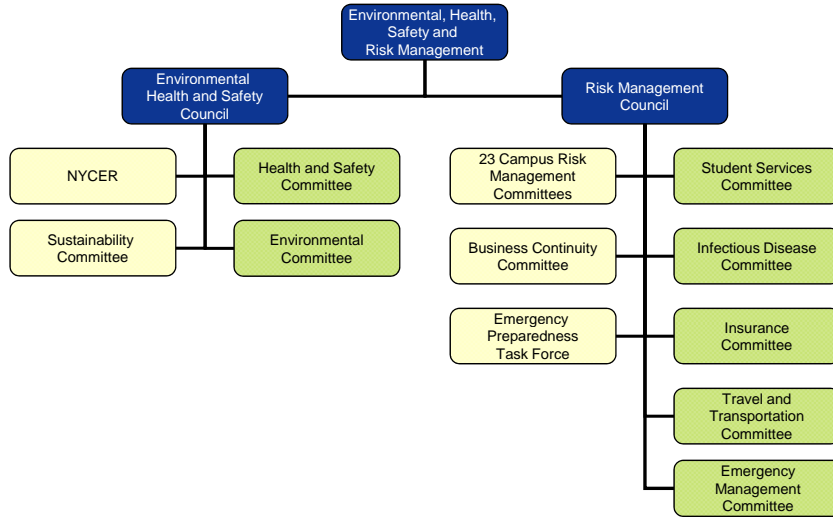 Environmental, Health,
Safety and
Risk Management
Environmental
Health and Safety
Council
Risk Management
Council
NYCER
Health and Safety
Committee
23 Campus Risk
Management
Committees
Student Services
Committee
Sustainability
Committee
Environmental
Committee
Business Continuity
Committee
Infectious Disease
Committee
Emergency
Preparedness
Task Force
Insurance
Committee
Travel and
Transportation
Committee
Emergency
Management
Committee